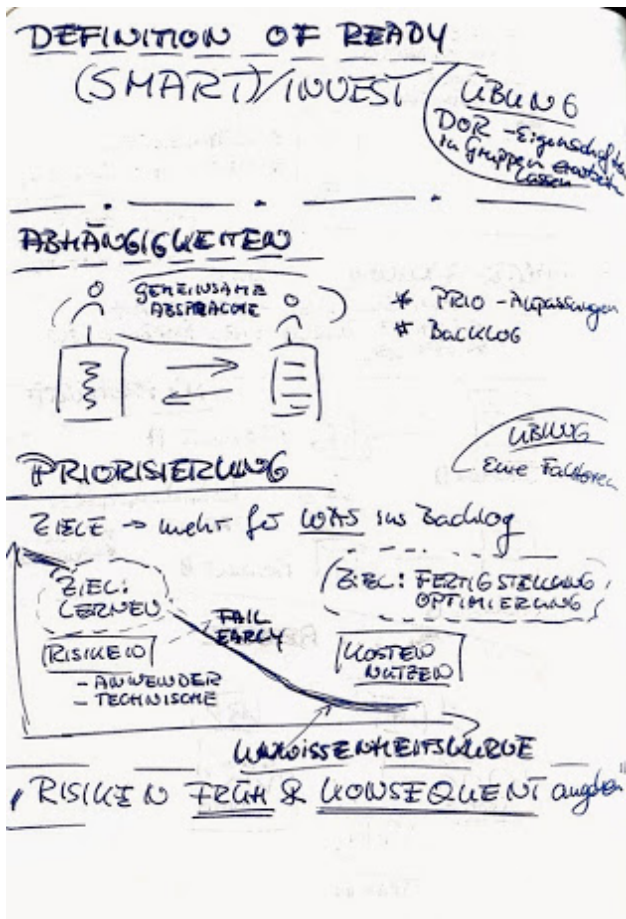 DEFINITION OF READY
(SMART)/INVEST
ÜBUNG
DOR - Eigenschaften
in Gruppen erarbeiten
lassen
ABHÄNGIGKEITEN
GEMEINSAME
ABSPRACHE
* PRIO - Anpassungen
* BACKLOG
ÜBUNG
Eure Faktoren
PRIORISIERUNG
ZIELE → mehr für WAS ins Backlog
ZIEL:
LERNEN
ZIEL: FERTIGSTELLUNG
OPTIMIERUNG
FAIL
EARLY
RISIKEN
- ANWENDER
- TECHNISCHE
KOSTEN
NUTZEN
UNWISSENHEITSKURVE
"RISIKEN FRÜH & KONSEQUENT angehen"